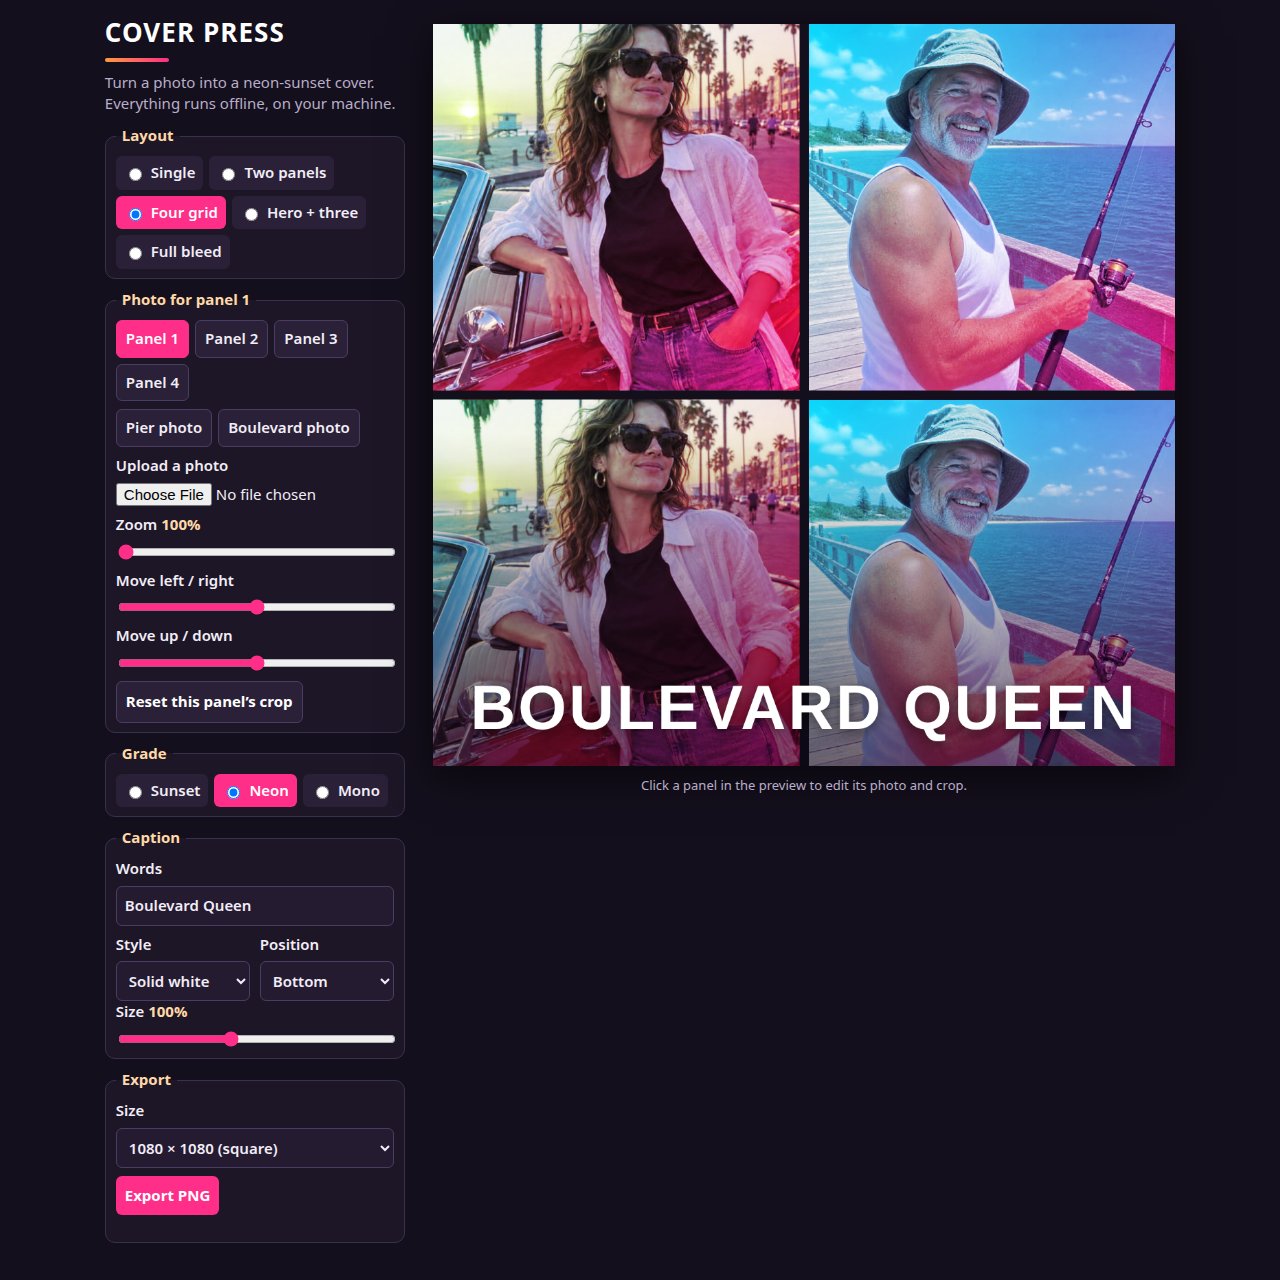 COVER PRESS
Turn a photo into a neon-sunset cover.
Everything runs offline, on your machine.
Layout
Single
Two panels
Four grid
Hero + three
Full bleed
Photo for panel 1
Panel 1
Panel 2
Panel 3
Panel 4
Pier photo
Boulevard photo
Upload a photo
Choose File No file chosen
Zoom 100%
Move left / right
Move up / down
Reset this panel’s crop
Grade
Sunset
Neon
Mono
Caption
Words
Boulevard Queen
Style
Position
Solid white
Bottom
Size 100%
Export
Size
1080 × 1080 (square)
Export PNG
BOULEVARD QUEEN
Click a panel in the preview to edit its photo and crop.